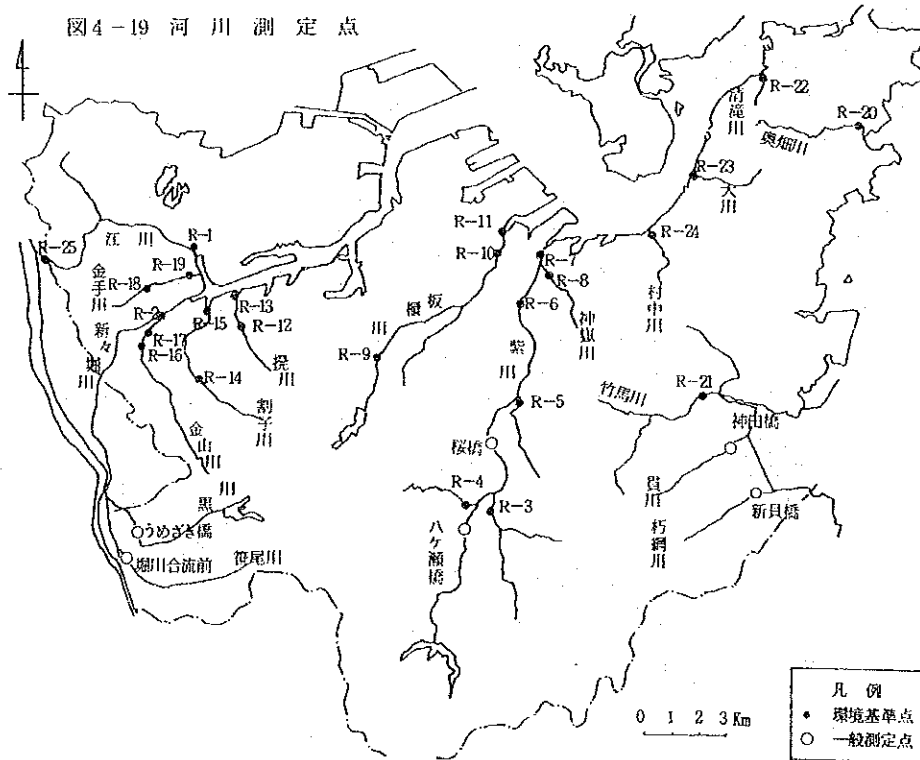 図4-19 河川測定点
R-22
清滝川
R-20
奥畑川
R-23
大川
R-11
R-1
R-25
江川
R-10
R-7
R-24
R-19
R-8
金手川
R-18
R-13
R-6
村中川
R-2
R-15
R-12
神嶽川
板櫃川
新々堀川
R-17
R-16
撥川
紫川
R-9
R-14
R-21
竹馬川
R-5
割子川
神田橋
金山川
桜橋
貫川
R-4
黒川
R-3
新貝橋
うめざき橋
八ケ瀬橋
朽網川
堀川合流前
笹尾川
凡例
0 1 2 3Km
環境基準点
一般測定点